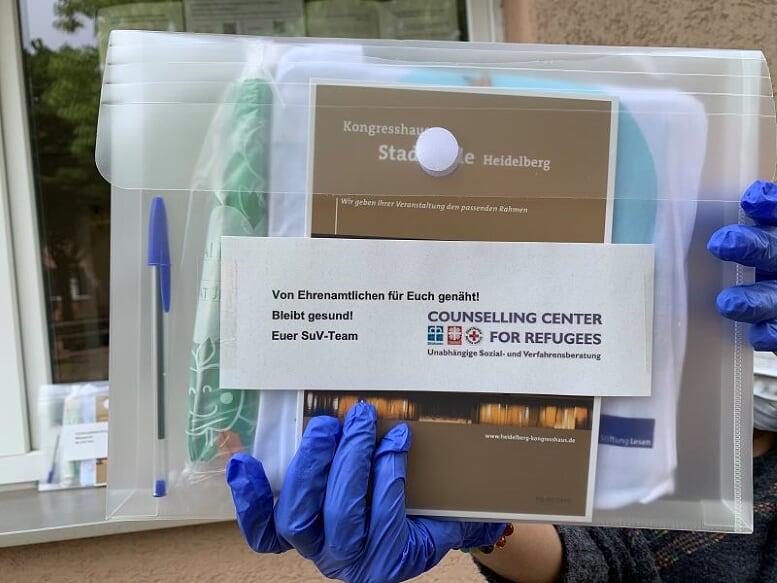 Kongresshaus
Heidelberg
Wir geben Ihrer Veranstaltung den passenden Rahmen
Von Ehrenamtlichen für Euch genäht!
Bleibt gesund!
Euer SuV-Team
COUNSELLING CENTER
FOR REFUGEES
Unabhängige Sozial- und Verfahrensberatung
www.heidelberg-kongresshaus.de
Stiftung Lesen